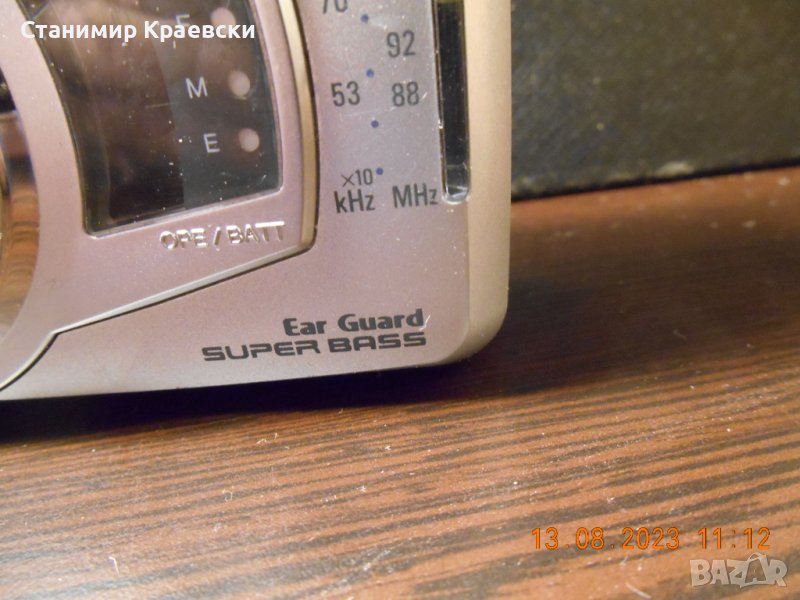 Станимир Краевски
F
M
E
70
92
53 88
×10
kHz MHz
OPE / BATT
Ear Guard
SUPER BASS
13.08.2023 11:12
BAZAR